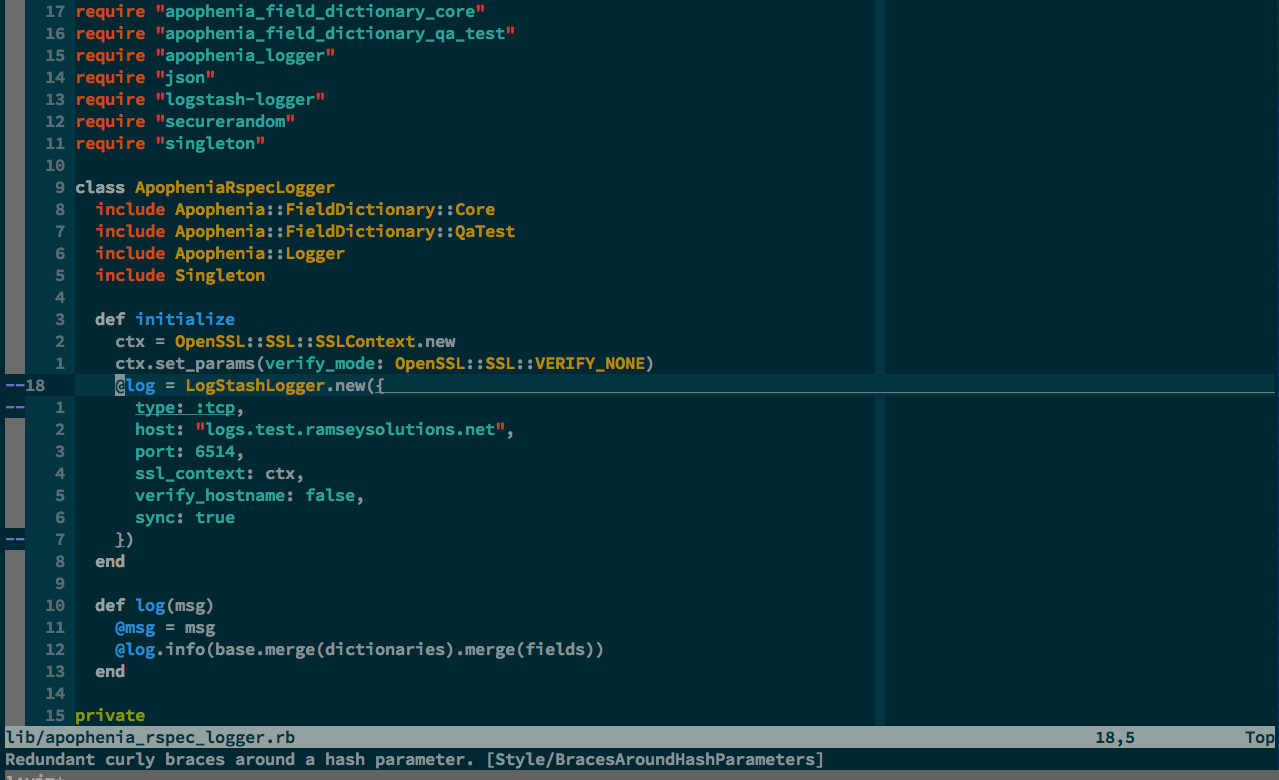 17 require "apophenia_field_dictionary_core"
16 require "apophenia_field_dictionary_qa_test"
15 require "apophenia_logger"
14 require "json"
13 require "logstash-logger"
12 require "securerandom"
11 require "singleton"
10
9 class ApopheniaRspecLogger
8   include Apophenia::FieldDictionary::Core
7   include Apophenia::FieldDictionary::QaTest
6   include Apophenia::Logger
5   include Singleton
4
3   def initialize
2     ctx = OpenSSL::SSL::SSLContext.new
1     ctx.set_params(verify_mode: OpenSSL::SSL::VERIFY_NONE)
--18     @log = LogStashLogger.new({
-- 1       type: :tcp,
2       host: "logs.test.ramseysolutions.net",
3       port: 6514,
4       ssl_context: ctx,
5       verify_hostname: false,
6       sync: true
-- 7     })
8   end
9
10   def log(msg)
11     @msg = msg
12     @log.info(base.merge(dictionaries).merge(fields))
13   end
14
15 private
lib/apophenia_rspec_logger.rb 18,5 Top
Redundant curly braces around a hash parameter. [Style/BracesAroundHashParameters]